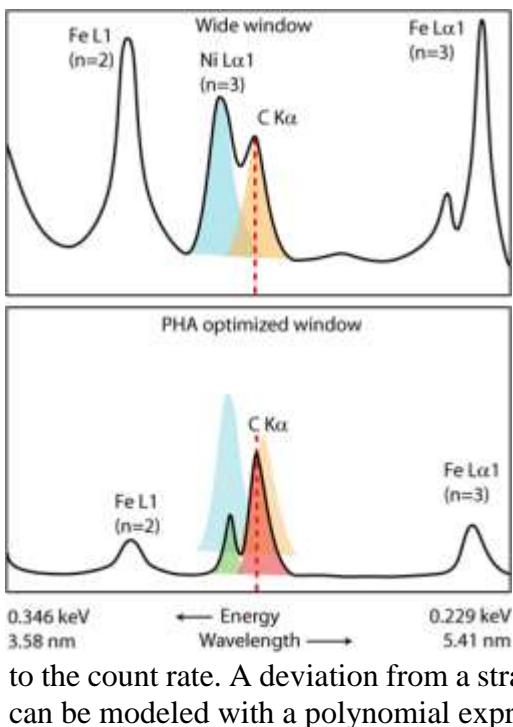 Wide window
Fe L1
(n=2)
Ni Lα1
(n=3)
C Kα
Fe Lα1
(n=3)
PHA optimized window
C Kα
Fe L1
(n=2)
Fe Lα1
(n=3)
0.346 keV ← Energy 0.229 keV
3.58 nm Wavelength → 5.41 nm
to the count rate. A deviation from a stra
can be modeled with a polynomial expr